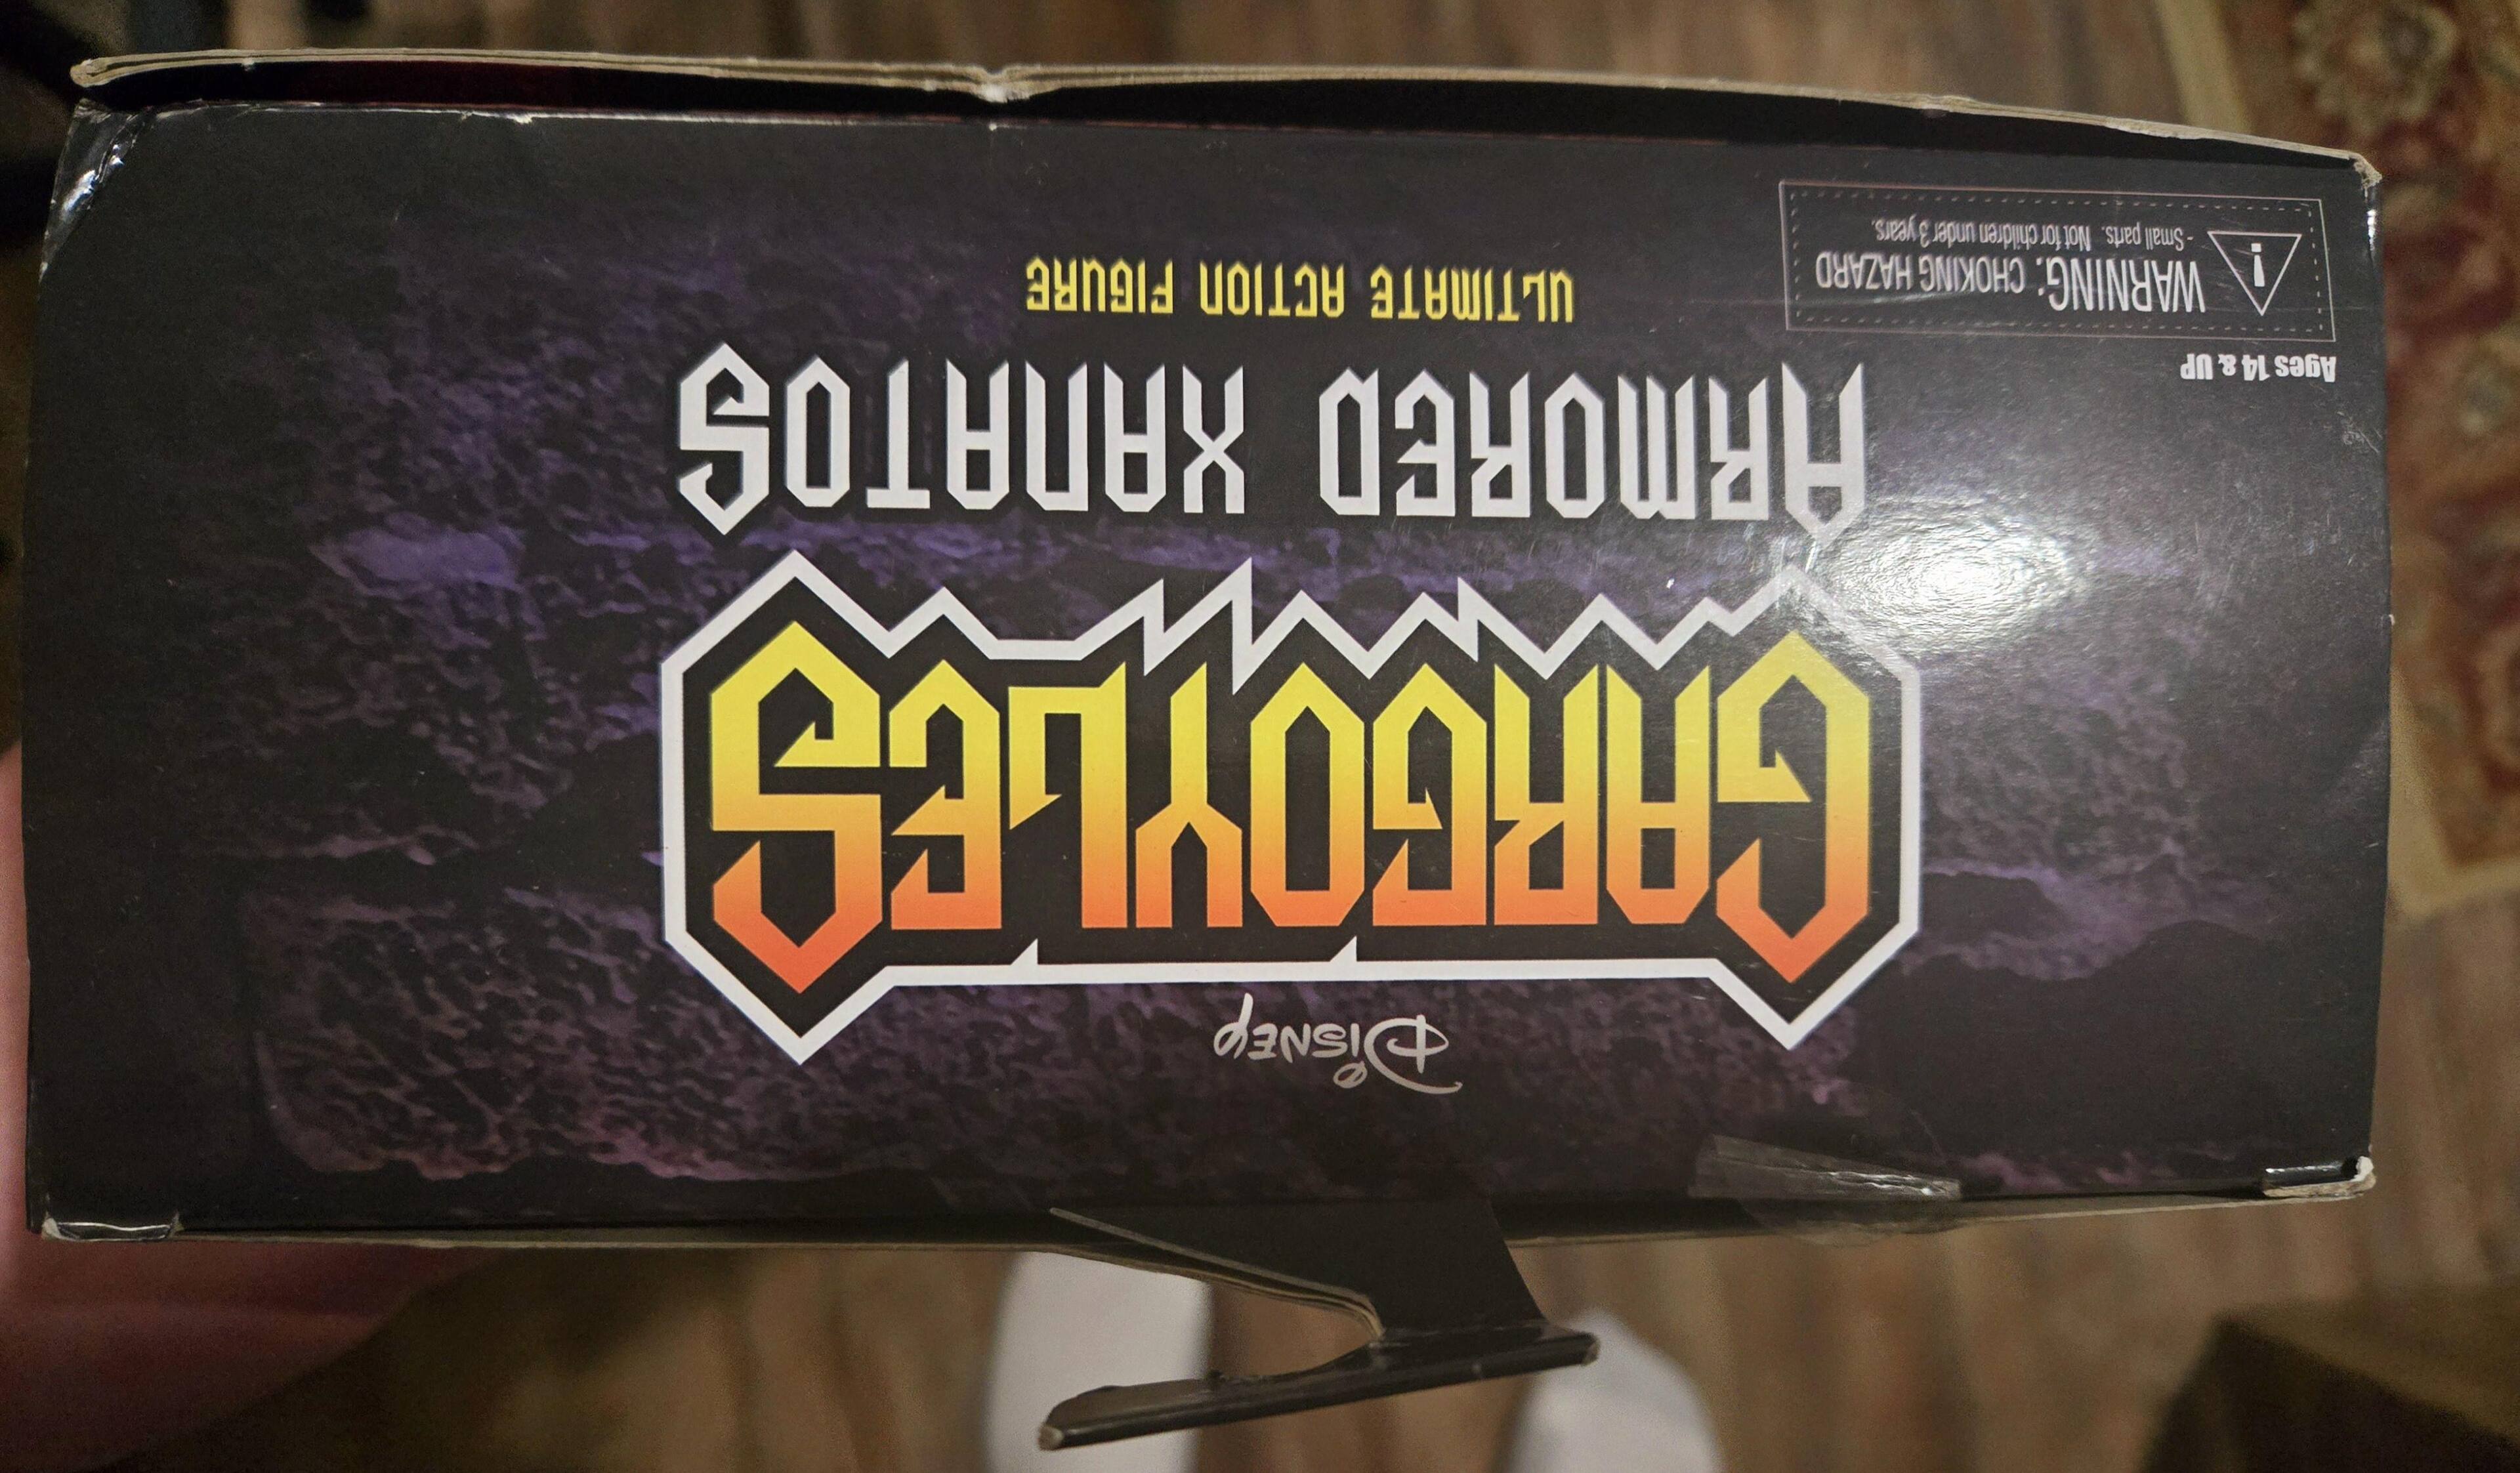 Disney
GARGOYLES
ARMORED XANATOS
ULTIMATE ACTION FIGURE
Ages 14 & UP
WARNING: CHOKING HAZARD
- Small parts. Not for children under 3 years.